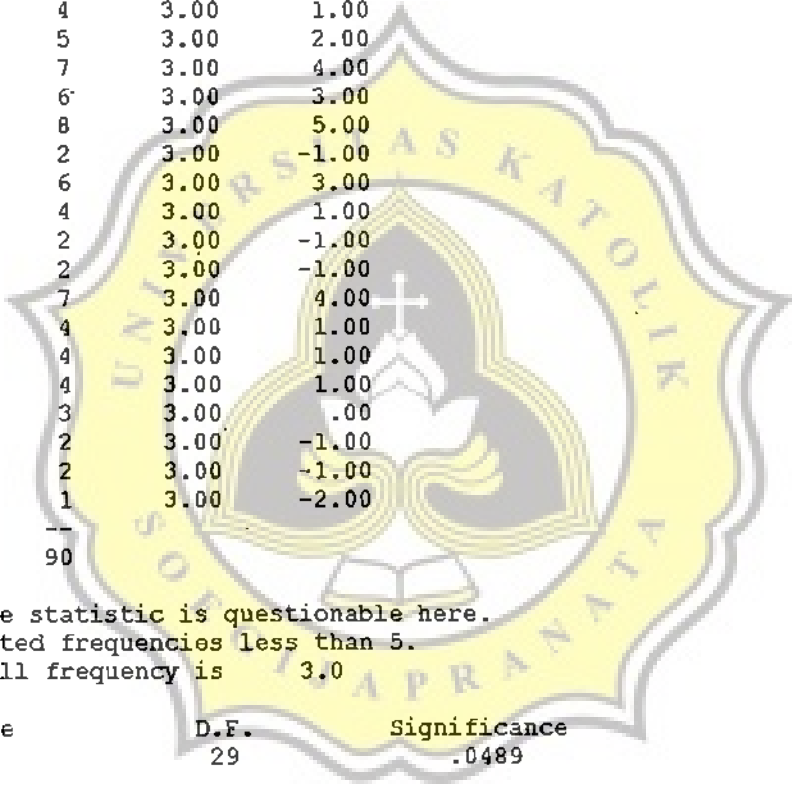 4 3.00 1.00
5 3.00 2.00
7 3.00 4.00
6 3.00 3.00
8 3.00 5.00
2 3.00 -1.00
6 3.00 3.00
4 3.00 1.00
2 3.00 -1.00
2 3.00 -1.00
7 3.00 4.00
4 3.00 1.00
4 3.00 1.00
4 3.00 1.00
3 3.00 .00
2 3.00 -1.00
2 3.00 -1.00
1 3.00 -2.00
--
90
e statistic is questionable here.
ted frequencies less than 5.
ll frequency is 3.0
e D.F. Significance
29 .0489
UNIVERSITAS KATOLIK
SOEGIJAPRANATA